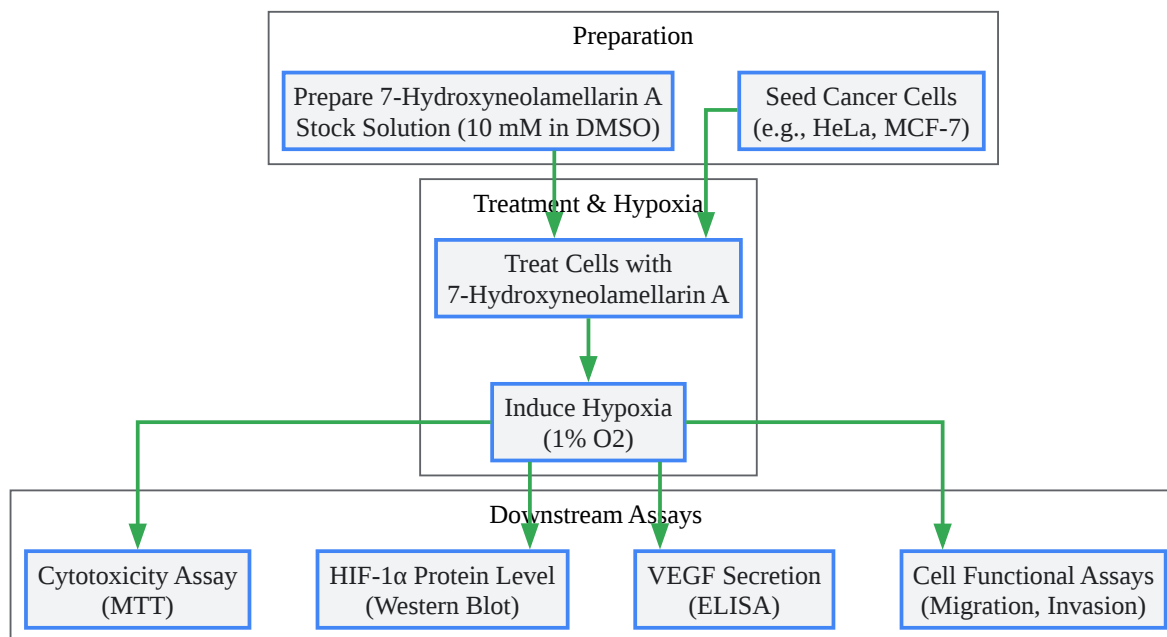 Preparation
Prepare 7-Hydroxyneolamellarin A
Stock Solution (10 mM in DMSO)
Seed Cancer Cells
(e.g., HeLa, MCF-7)
Treatment & Hypoxia
Treat Cells with
7-Hydroxyneolamellarin A
Induce Hypoxia
(1% O2)
Downstream Assays
Cytotoxicity Assay
(MTT)
HIF-1α Protein Level
(Western Blot)
VEGF Secretion
(ELISA)
Cell Functional Assays
(Migration, Invasion)